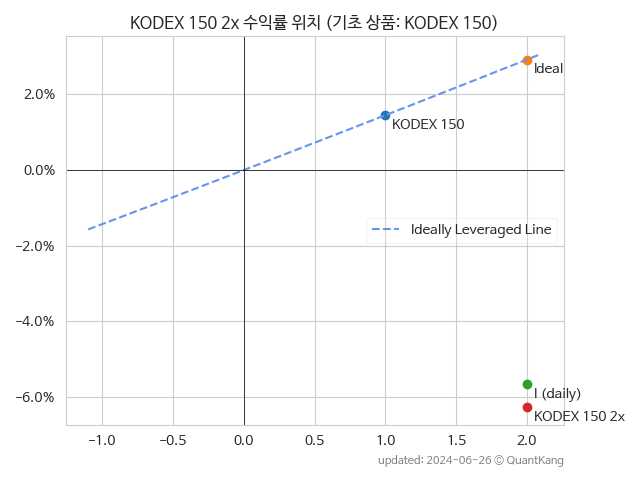 KODEX 150 2x 수익률 위치 (기초 상품: KODEX 150)
2.0%
0.0%
-2.0%
-4.0%
-6.0%
Ideal
KODEX 150
Ideally Leveraged Line
I (daily)
KODEX 150 2x
-1.0 -0.5 0.0 0.5 1.0 1.5 2.0
updated: 2024-06-26 © QuantKang